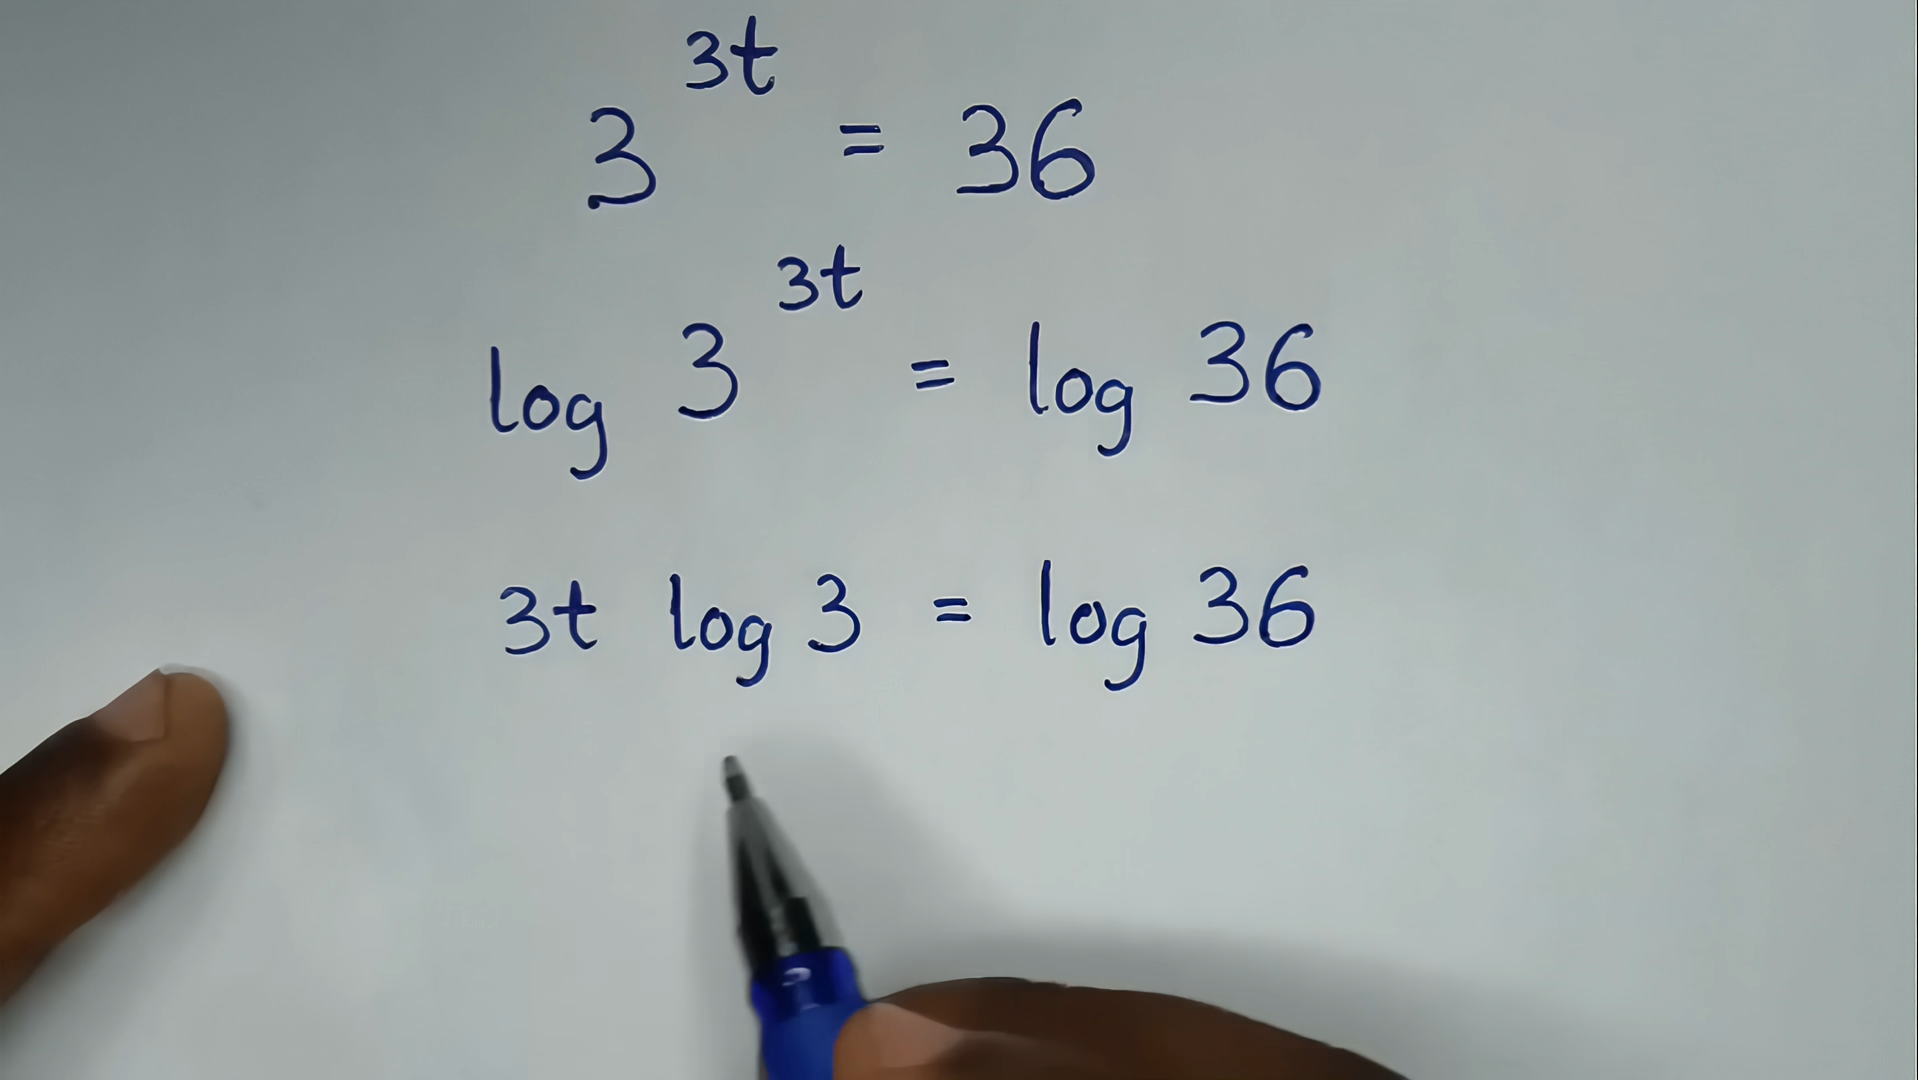 3^{3t} = 36
log 3^{3t} = log 36
3t log 3 = log 36